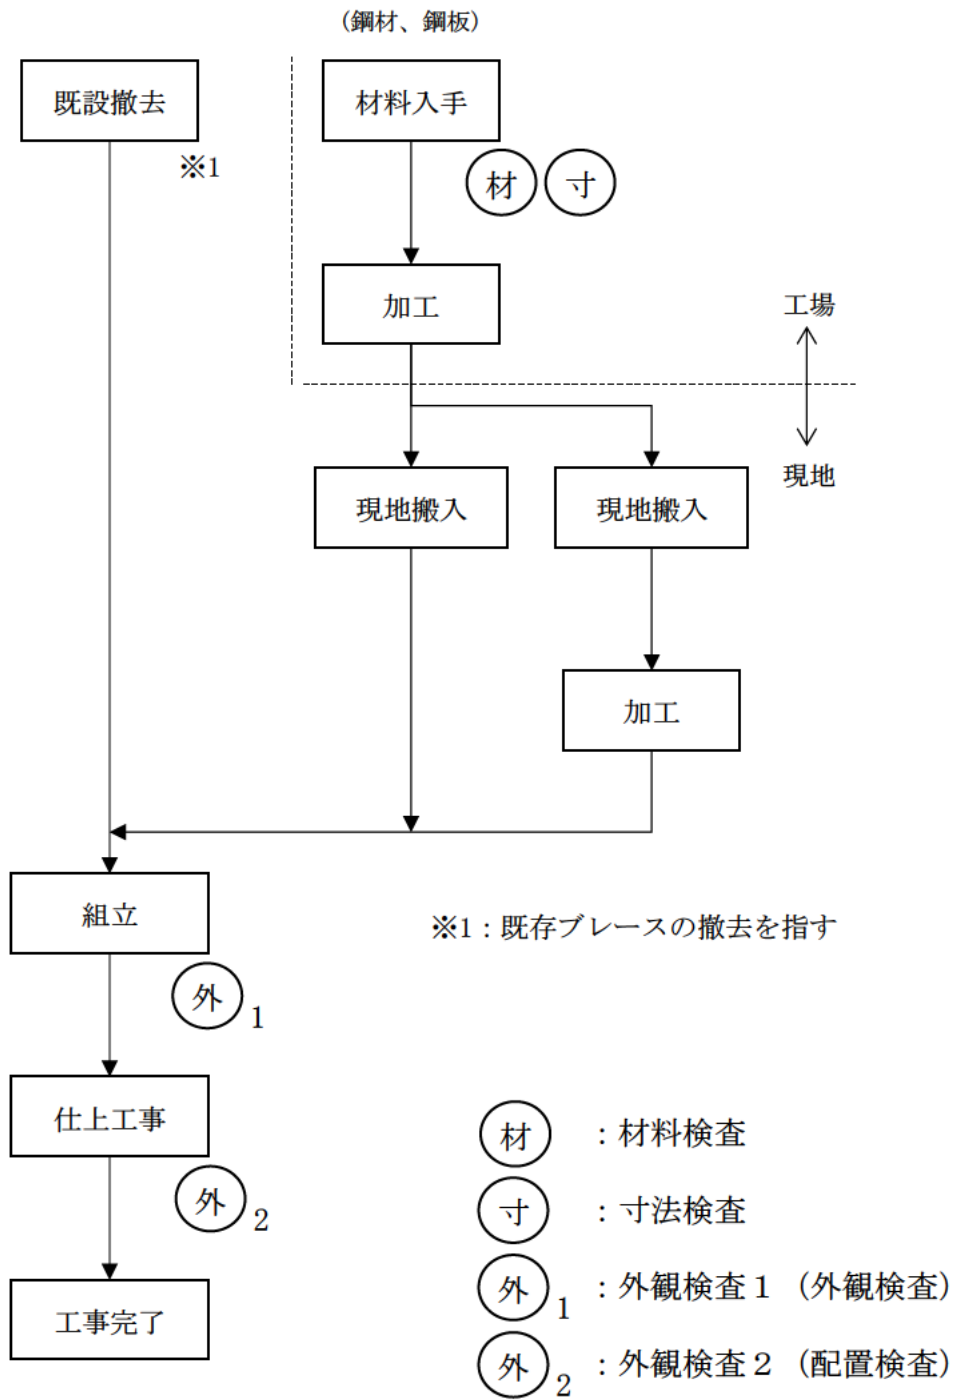 (鋼材、鋼板)
既設撤去
材料入手
※1
材 寸
加工
工場
現地
現地搬入
現地搬入
加工
組立
※1：既存ブレースの撤去を指す
外1
仕上工事
外2
工事完了
材 ：材料検査
寸 ：寸法検査
外1 ：外観検査１ (外観検査)
外2 ：外観検査２ (配置検査)